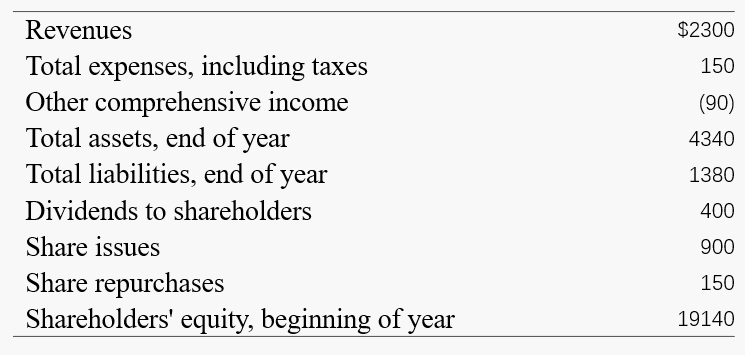 Revenues $2300
Total expenses, including taxes 150
Other comprehensive income (90)
Total assets, end of year 4340
Total liabilities, end of year 1380
Dividends to shareholders 400
Share issues 900
Share repurchases 150
Shareholders' equity, beginning of year 19140